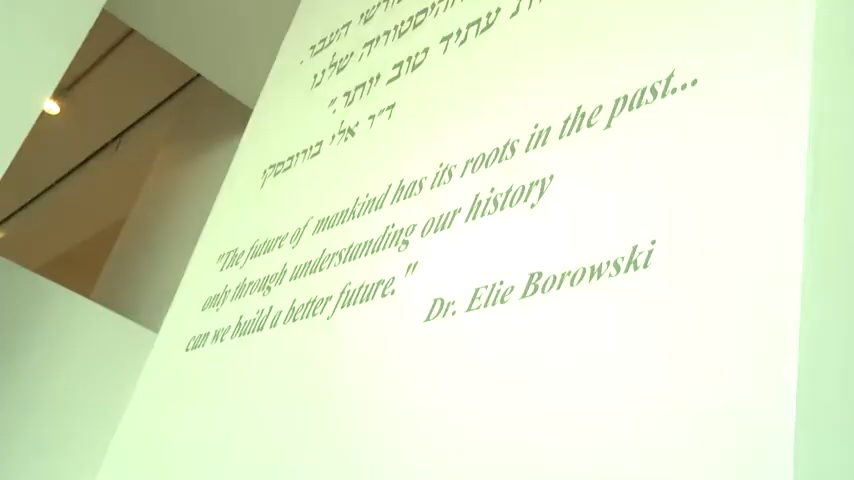 העבר.
ההיסטוריה שלנו
עתיד טוב יותר."
ד"ר אלי בורובסקי
"The future of mankind has its roots in the past...
only through understanding our history
can we build a better future."
Dr. Elie Borowski